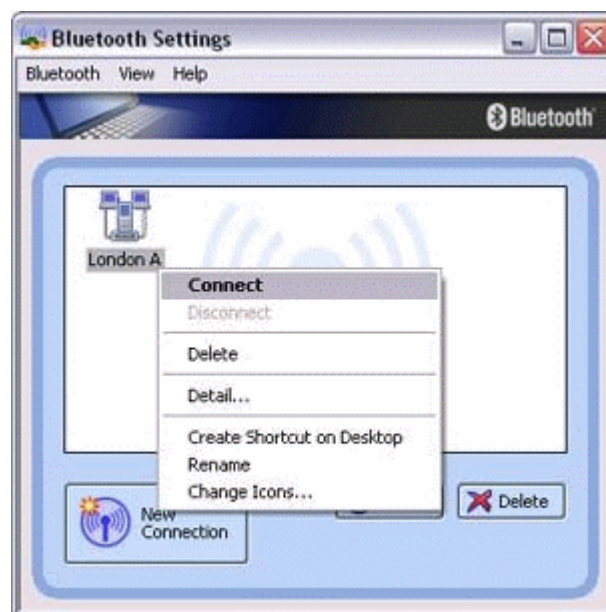 Bluetooth Settings
Bluetooth View Help
Bluetooth
London A
Connect
Disconnect
Delete
Detail...
Create Shortcut on Desktop
Rename
Change Icons...
New
Connection
Delete